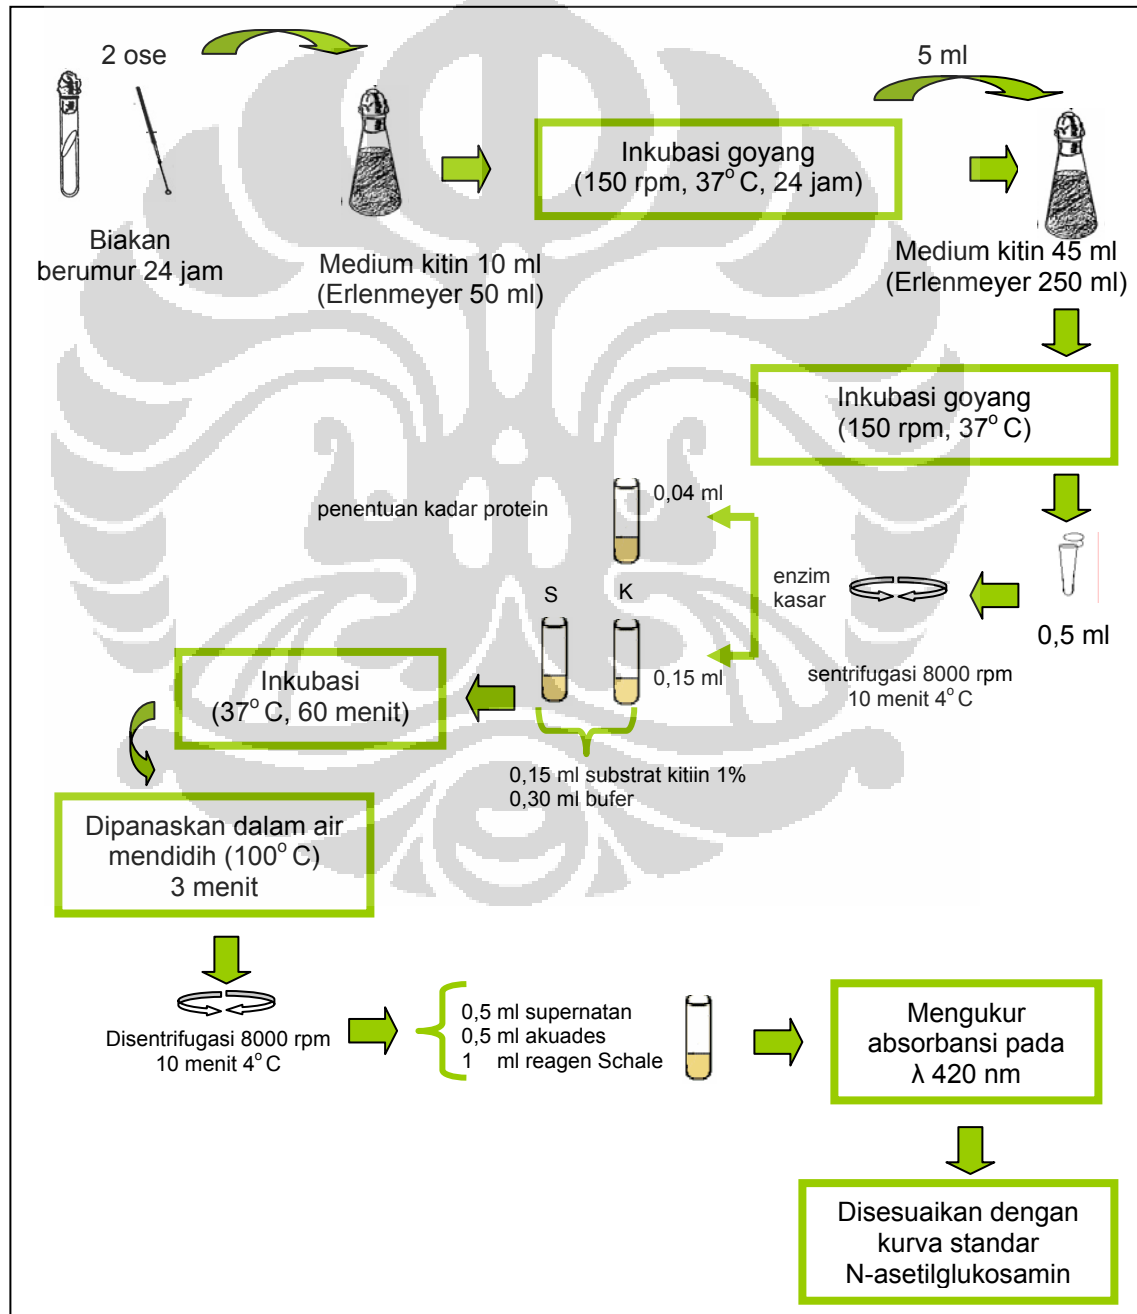 2 ose
Biakan
berumur 24 jam
Medium kitin 10 ml
(Erlenmeyer 50 ml)
Inkubasi goyang
(150 rpm, 37° C, 24 jam)
5 ml
Medium kitin 45 ml
(Erlenmeyer 250 ml)
Inkubasi goyang
(150 rpm, 37° C)
0,5 ml
sentrifugasi 8000 rpm
10 menit 4° C
enzim
kasar
0,04 ml
penentuan kadar protein
S
K
0,15 ml
0,15 ml substrat kitiin 1%
0,30 ml bufer
Inkubasi
(37° C, 60 menit)
Dipanaskan dalam air
mendidih (100° C)
3 menit
Disentrifugasi 8000 rpm
10 menit 4° C
0,5 ml supernatan
0,5 ml akuades
1 ml reagen Schale
Mengukur
absorbansi pada
λ 420 nm
Disesuaikan dengan
kurva standar
N-asetilglukosamin